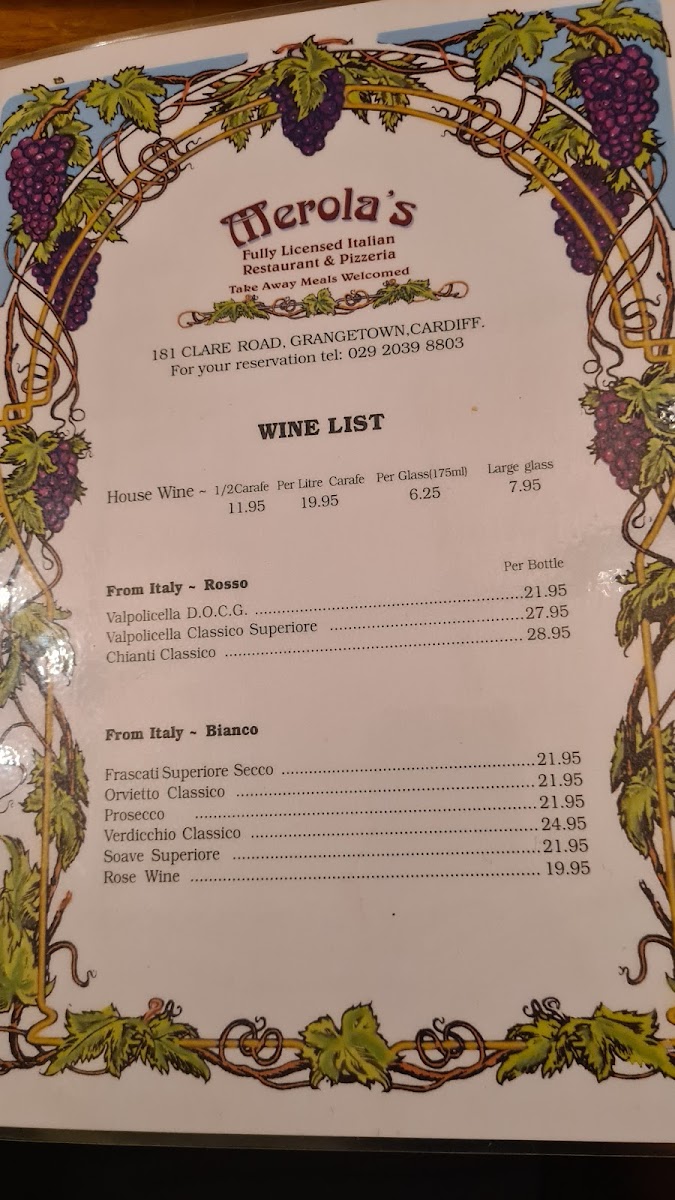 Merola's
Fully Licensed Italian
Restaurant & Pizzeria
Take Away Meals Welcomed
181 CLARE ROAD, GRANGETOWN,CARDIFF.
For your reservation tel: 029 2039 8803
WINE LIST
House Wine ~ 1/2Carafe Per Litre Carafe Per Glass(175ml) Large glass
11.95 19.95 6.25 7.95
Per Bottle
From Italy ~ Rosso
Valpolicella D.O.C.G. ........................................21.95
Valpolicella Classico Superiore ........................................27.95
Chianti Classico ........................................28.95
From Italy ~ Bianco
Frascati Superiore Secco ........................................21.95
Orvietto Classico ........................................21.95
Prosecco ........................................21.95
Verdicchio Classico ........................................24.95
Soave Superiore ........................................21.95
Rose Wine ........................................19.95